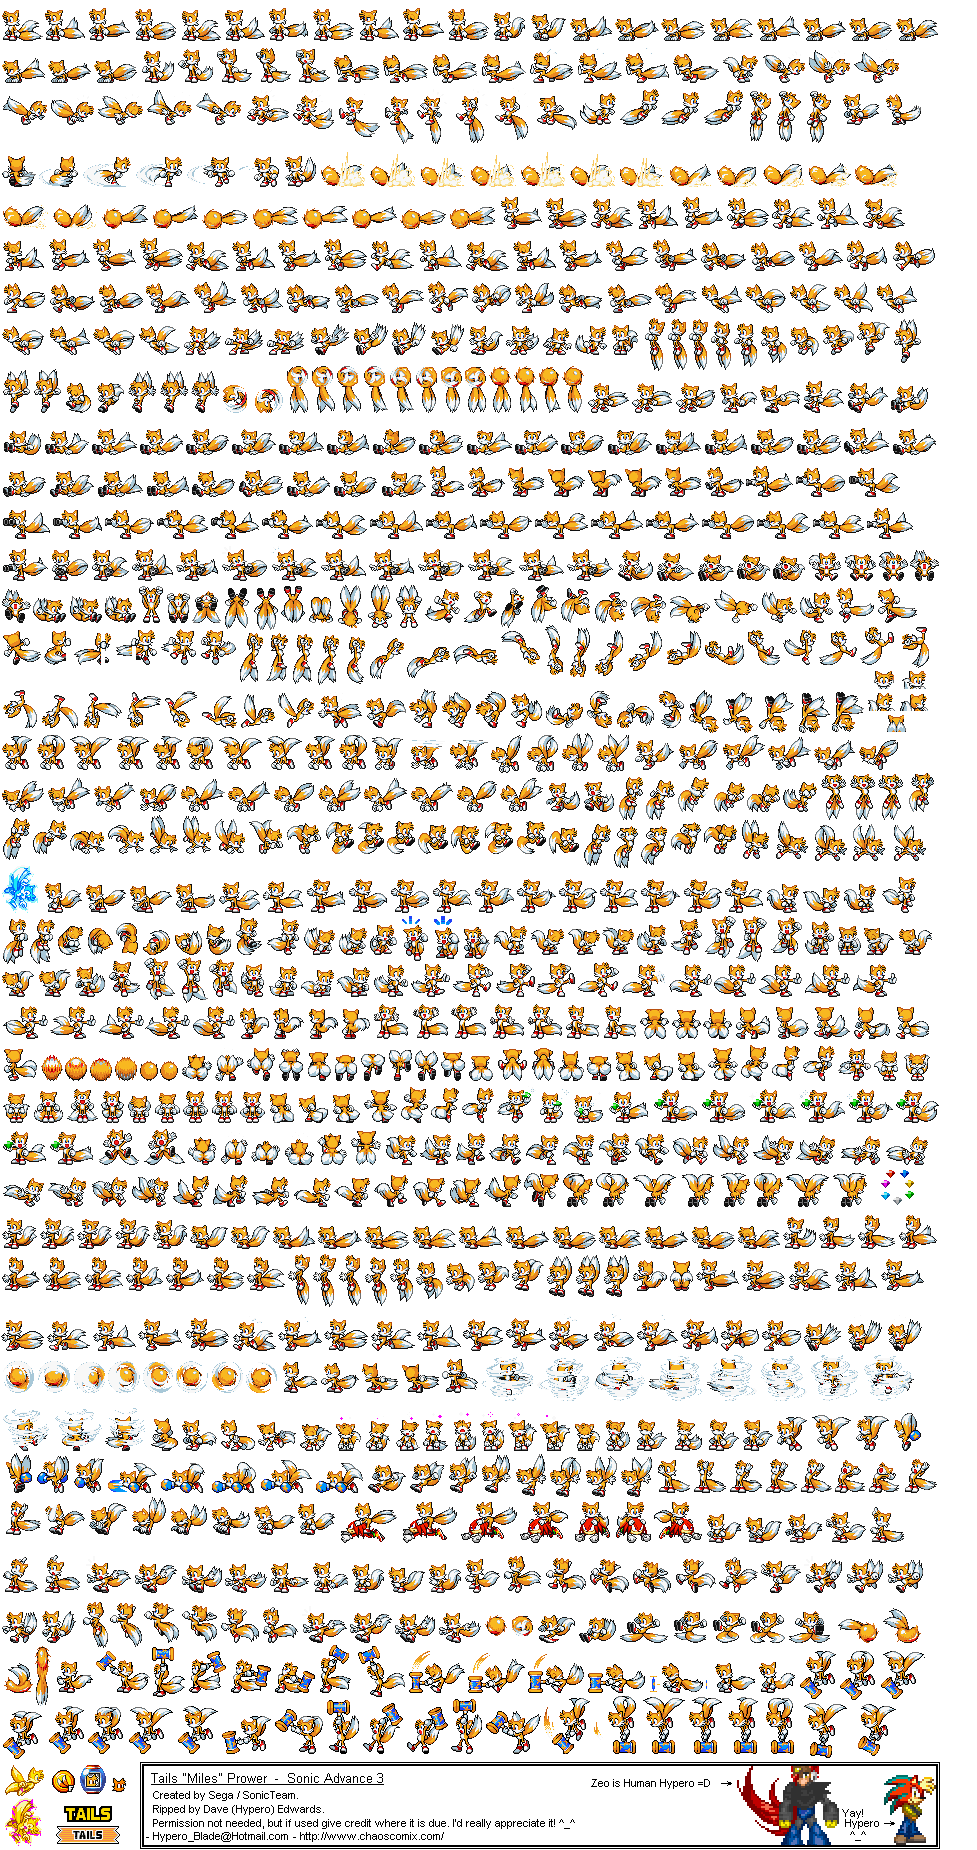 Tails "Miles" Prower - Sonic Advance 3
Created by Sega / SonicTeam.
Ripped by Dave (Hypero) Edwards.
Permission not needed, but if used give credit where it is due. I'd really appreciate it! ^_^
- Hypero_Blade@Hotmail.com - http://www.chaoscomix.com/
Zeo is Human Hypero =D →
Yay!
Hypero →
^_^
TAILS
TAILS